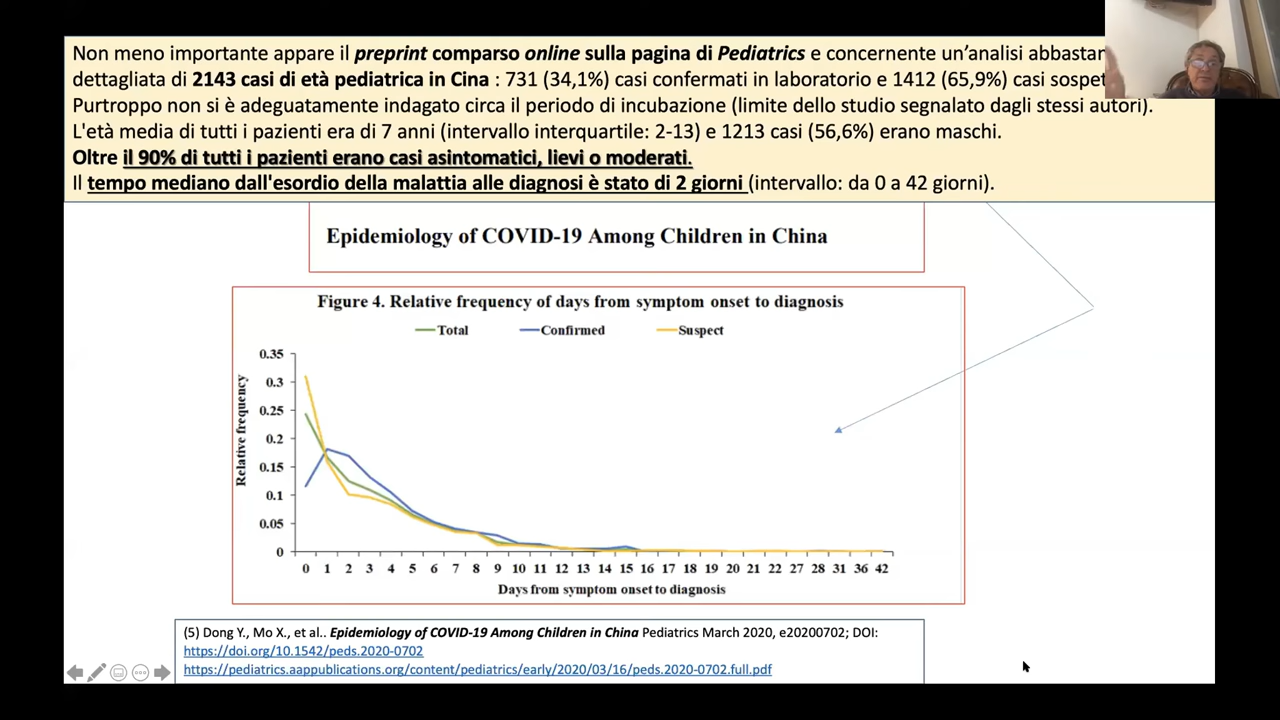 Non meno importante appare il preprint comparso online sulla pagina di Pediatrics e concernente un’analisi
dettagliata di 2143 casi di età pediatrica in Cina : 731 (34,1%) casi confermati in laboratorio e 1412 (65,9%) casi
Purtroppo non si è adeguatamente indagato circa il periodo di incubazione (limite dello studio segnalato dagli stessi autori).
L'età media di tutti i pazienti era di 7 anni (intervallo interquartile: 2-13) e 1213 casi (56,6%) erano maschi.
Oltre il 90% di tutti i pazienti erano casi asintomatici, lievi o moderati.
Il tempo mediano dall'esordio della malattia alle diagnosi è stato di 2 giorni (intervallo: da 0 a 42 giorni).
Epidemiology of COVID-19 Among Children in China
Figure 4. Relative frequency of days from symptom onset to diagnosis
Total Confirmed Suspect
0.35
0.3
0.25
0.2
0.15
0.1
0.05
0
Relative frequency
0 1 2 3 4 5 6 7 8 9 10 11 12 13 14 15 16 17 18 19 20 21 22 27 28 31 36 42
Days from symptom onset to diagnosis
(5) Dong Y., Mo X., et al.. Epidemiology of COVID-19 Among Children in China Pediatrics March 2020, e20200702; DOI:
https://doi.org/10.1542/peds.2020-0702
https://pediatrics.aappublications.org/content/pediatrics/early/2020/03/16/peds.2020-0702.full.pdf